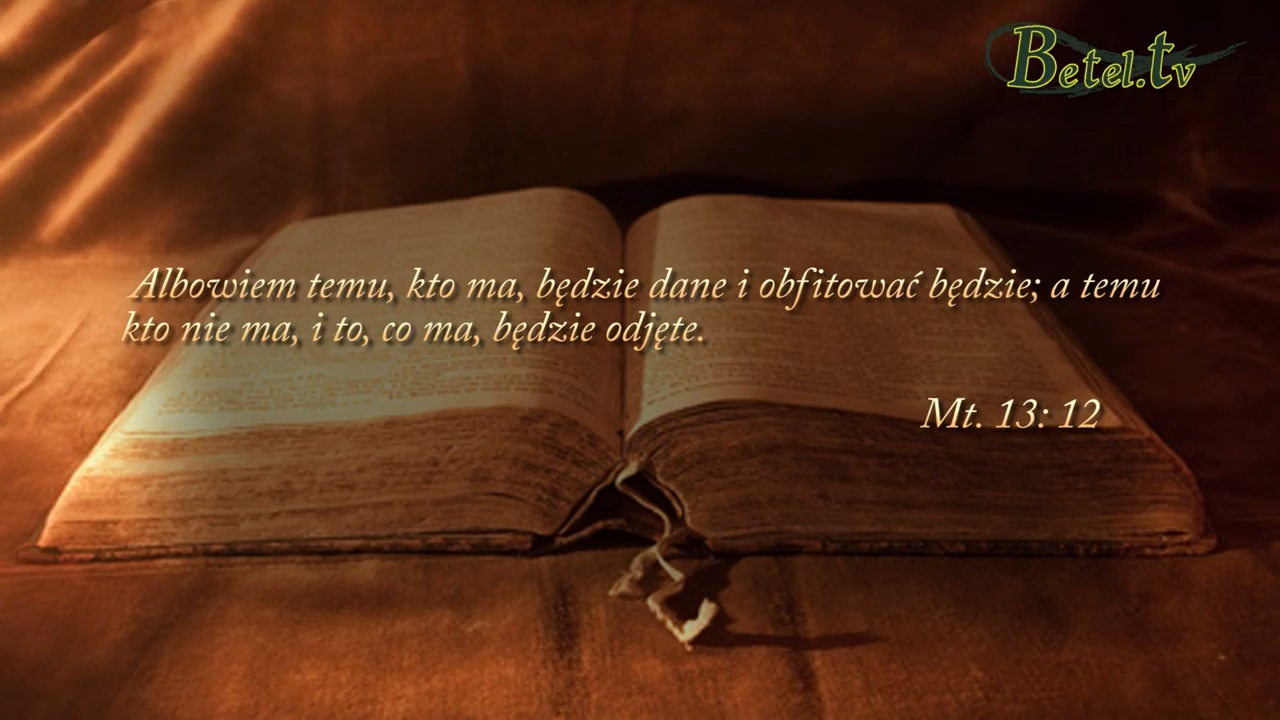 Betel.tv
Albowiem temu, kto ma, będzie dane i obfitować będzie; a temu
kto nie ma, i to, co ma, będzie odjęte.
Mt. 13: 12